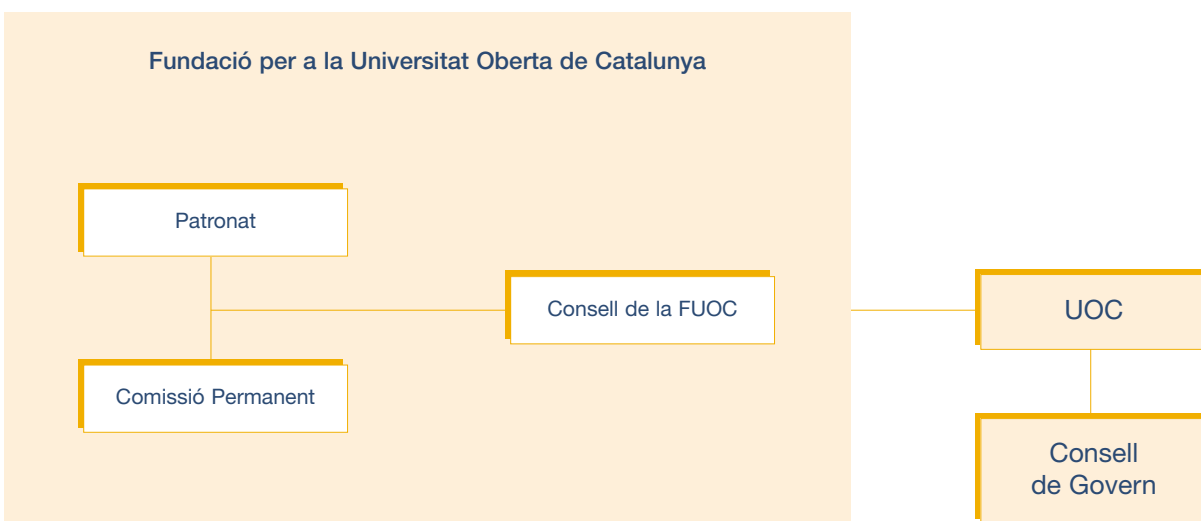 Fundació per a la Universitat Oberta de Catalunya
Patronat
Consell de la FUOC
UOC
Comissió Permanent
Consell
de Govern